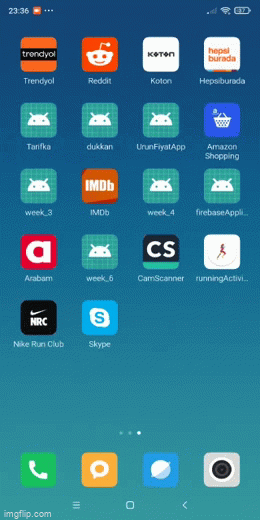 23:36
trendyol
KOTON
hepsi
burada
Trendyol Reddit Koton Hepsiburada
a
Tarifka dukkan UrunFiyatApp Amazon
Shopping
IMDb
week_3 IMDb week_4 firebaseAppli...
a CS
Arabam week_6 CamScanner runningActivi...
NRC S
Nike Run Club Skype
imgflip.com